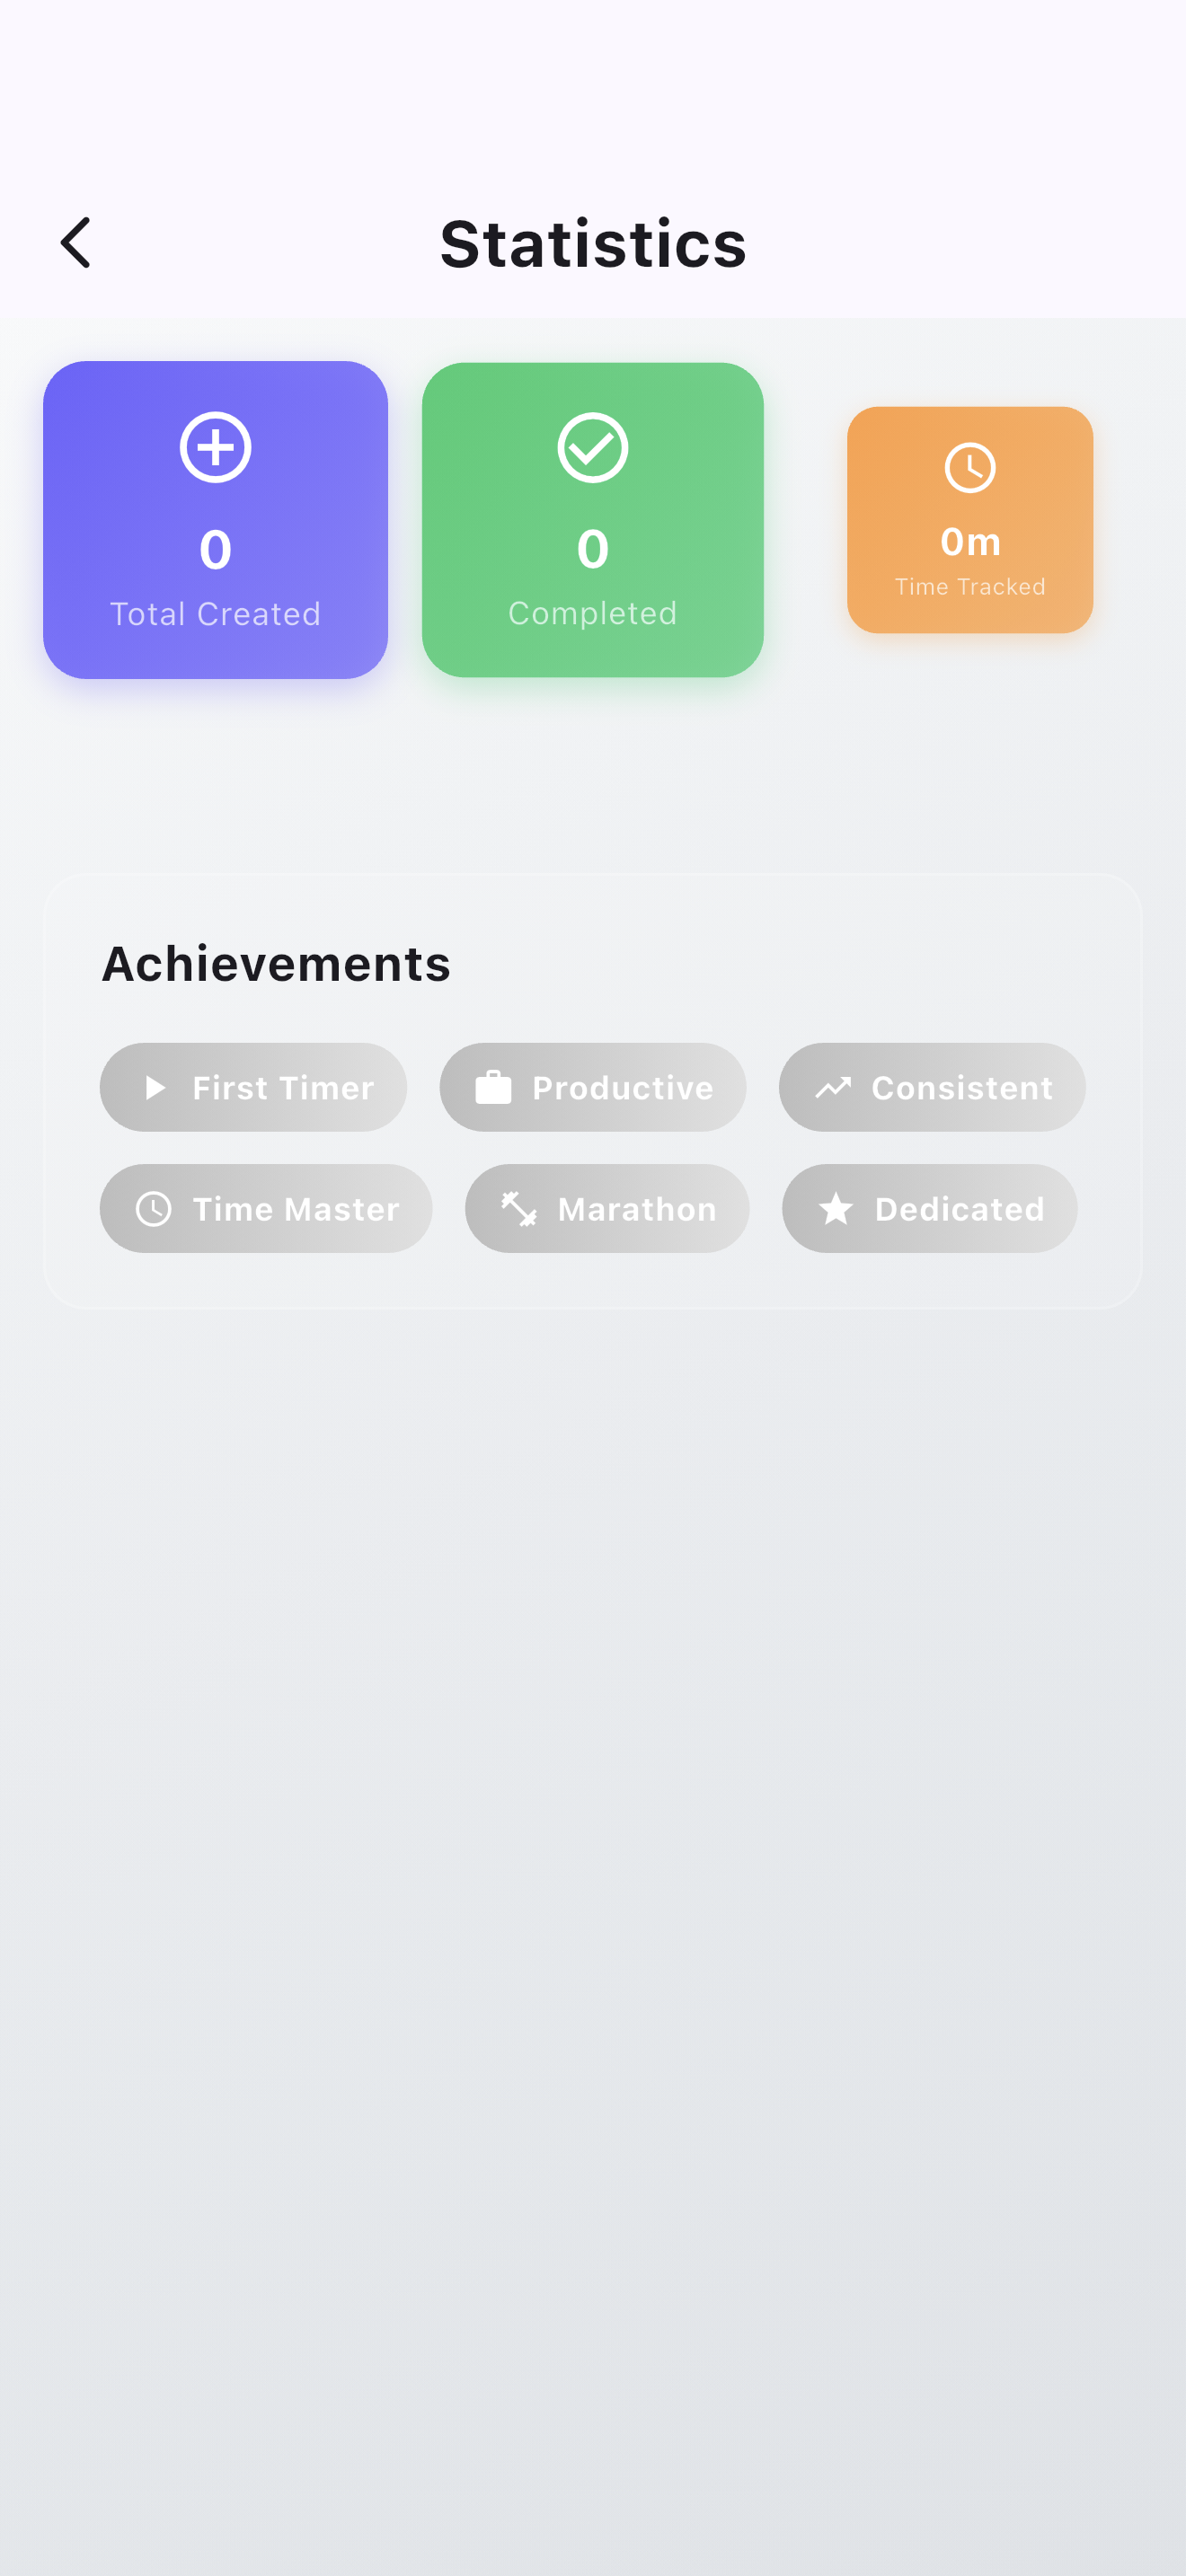 Statistics
0
Total Created
0
Completed
0m
Time Tracked
Achievements
First Timer
Productive
Consistent
Time Master
Marathon
Dedicated